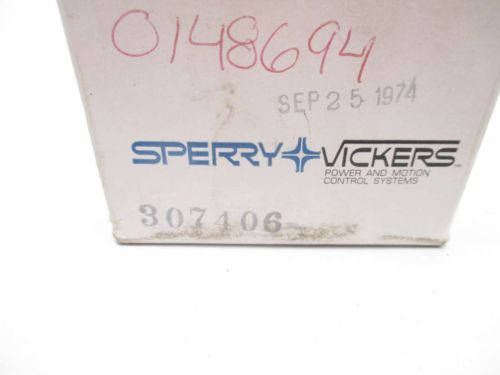 0148694
SEP 25 1974
SPERRY VICKERS
POWER AND MOTION
CONTROL SYSTEMS
307406-